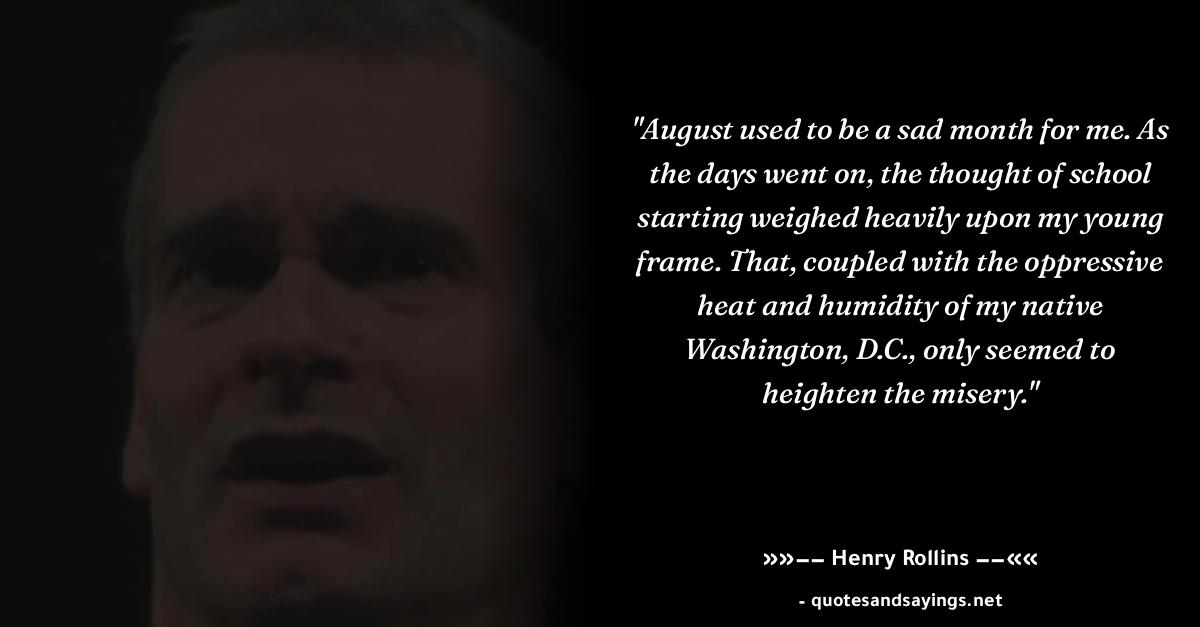 "August used to be a sad month for me. As
the days went on, the thought of school
starting weighed heavily upon my young
frame. That, coupled with the oppressive
heat and humidity of my native
Washington, D.C., only seemed to
heighten the misery."
»»−− Henry Rollins −−««
- quotesandsayings.net